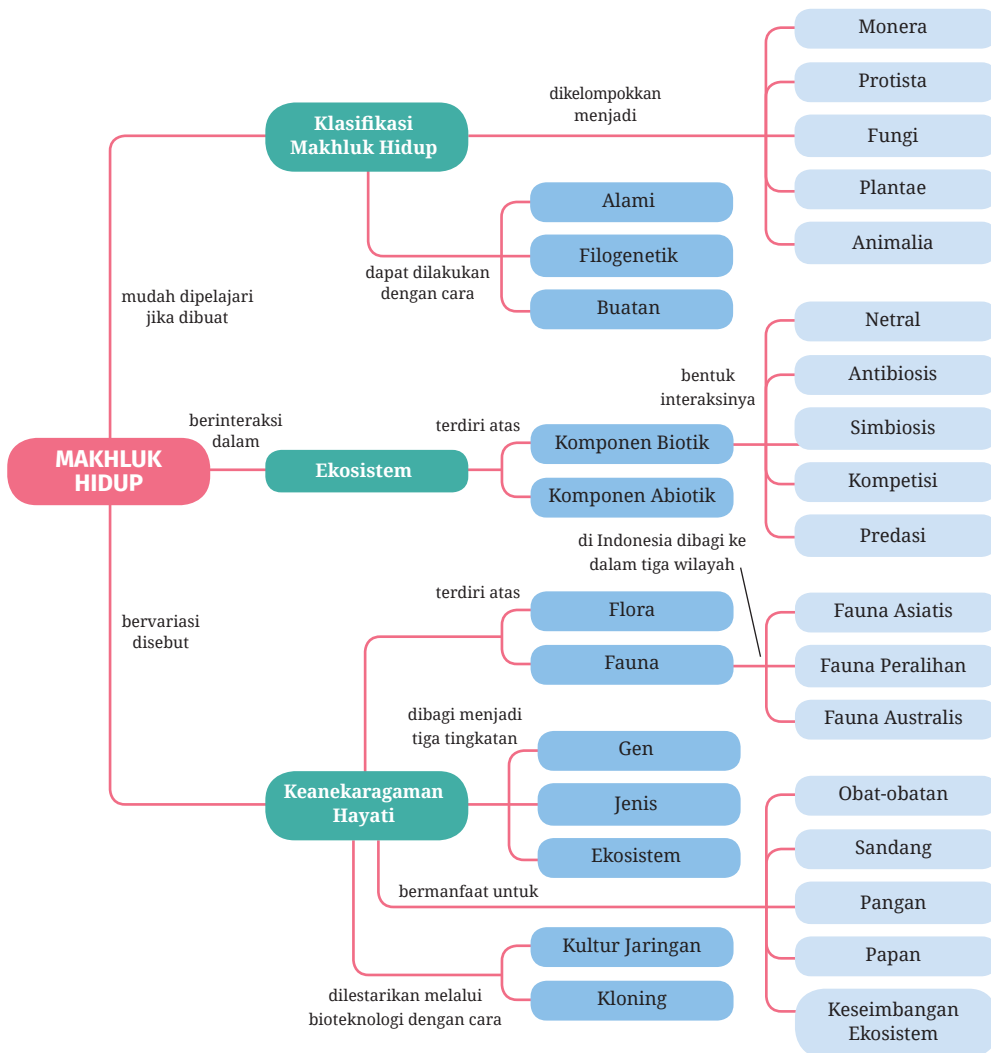 MAKHLUK
HIDUP
mudah dipelajari
jika dibuat
Klasifikasi
Makhluk Hidup
dikelompokkan
menjadi
Monera
Protista
Fungi
Plantae
Animalia
dapat dilakukan
dengan cara
Alami
Filogenetik
Buatan
berinteraksi
dalam
Ekosistem
terdiri atas
Komponen Biotik
Komponen Abiotik
bentuk
interaksinya
Netral
Antibiosis
Simbiosis
Kompetisi
Predasi
bervariasi
disebut
Keanekaragaman
Hayati
terdiri atas
Flora
Fauna
di Indonesia dibagi ke
dalam tiga wilayah
Fauna Asiatis
Fauna Peralihan
Fauna Australis
dibagi menjadi
tiga tingkatan
Gen
Jenis
Ekosistem
bermanfaat untuk
Obat-obatan
Sandang
Pangan
Papan
Keseimbangan
Ekosistem
dilestarikan melalui
bioteknologi dengan cara
Kultur Jaringan
Kloning